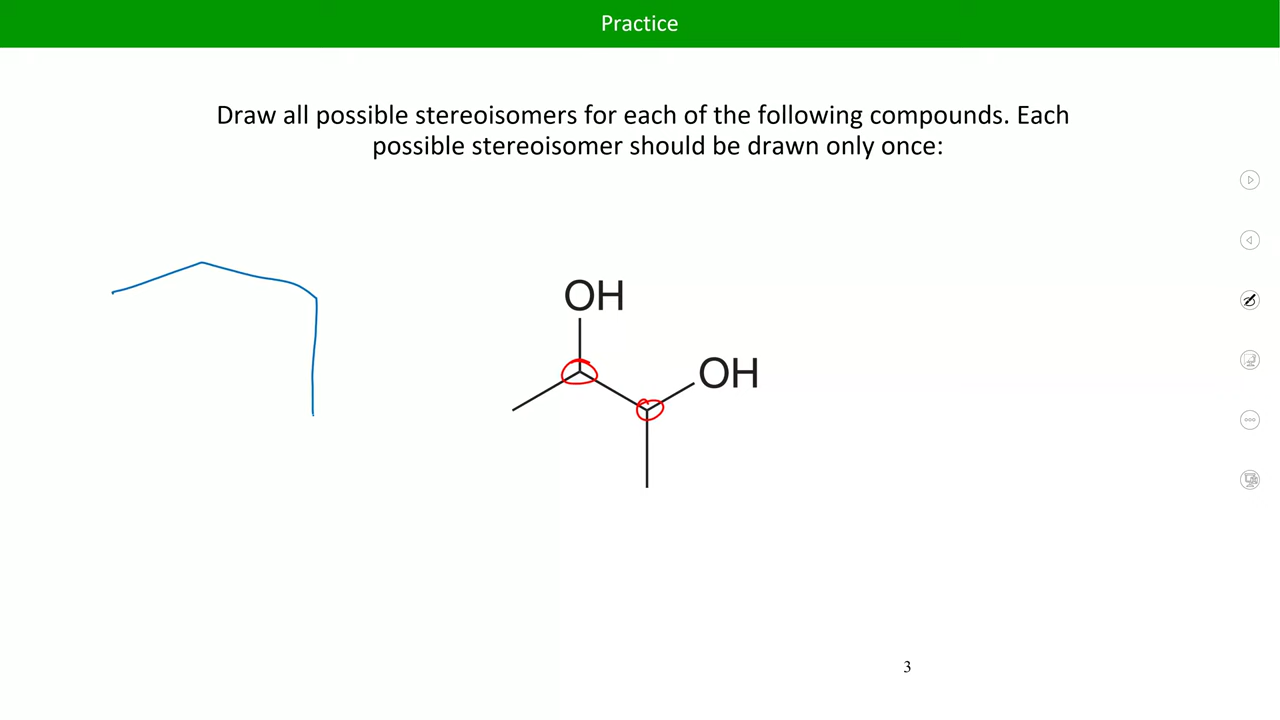 Practice
Draw all possible stereoisomers for each of the following compounds. Each
possible stereoisomer should be drawn only once:
OH
OH
3